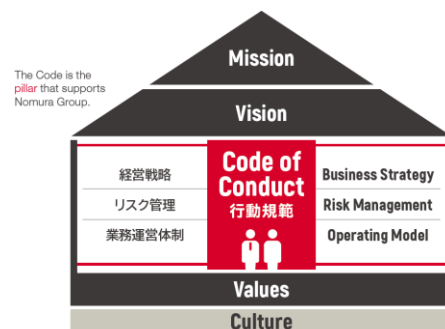 Mission
The Code is the
pillar that supports
Nomura Group.
Vision
経営戦略
リスク管理
業務運営体制
Code of
Conduct
行動規範
Business Strategy
Risk Management
Operating Model
Values
Culture